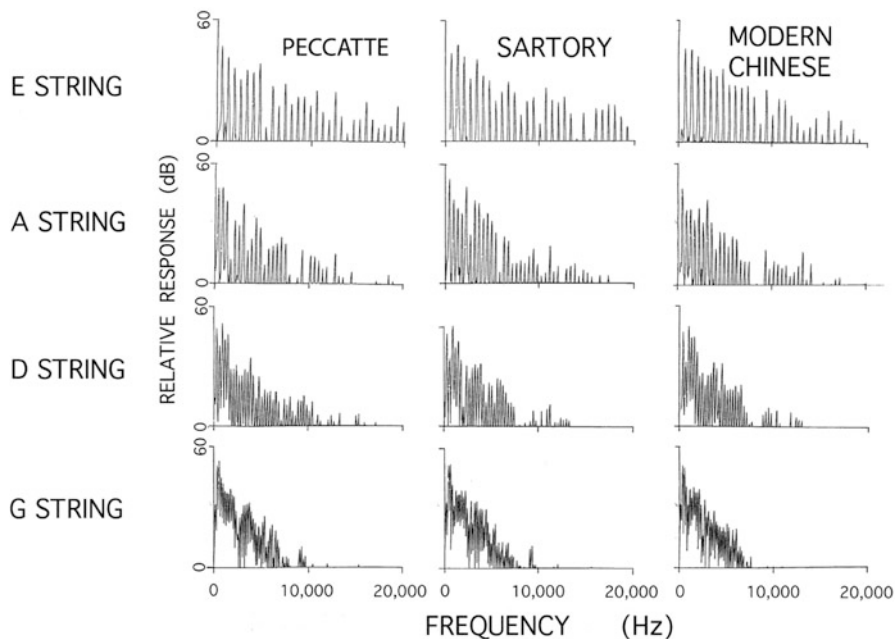 PECCATTE
SARTORY
MODERN
CHINESE
E STRING
60
0
A STRING
60
0
D STRING
60
0
G STRING
60
0
RELATIVE RESPONSE (dB)
0 10,000 20,000
0 10,000 20,000
0 10,000 20,000
FREQUENCY (Hz)